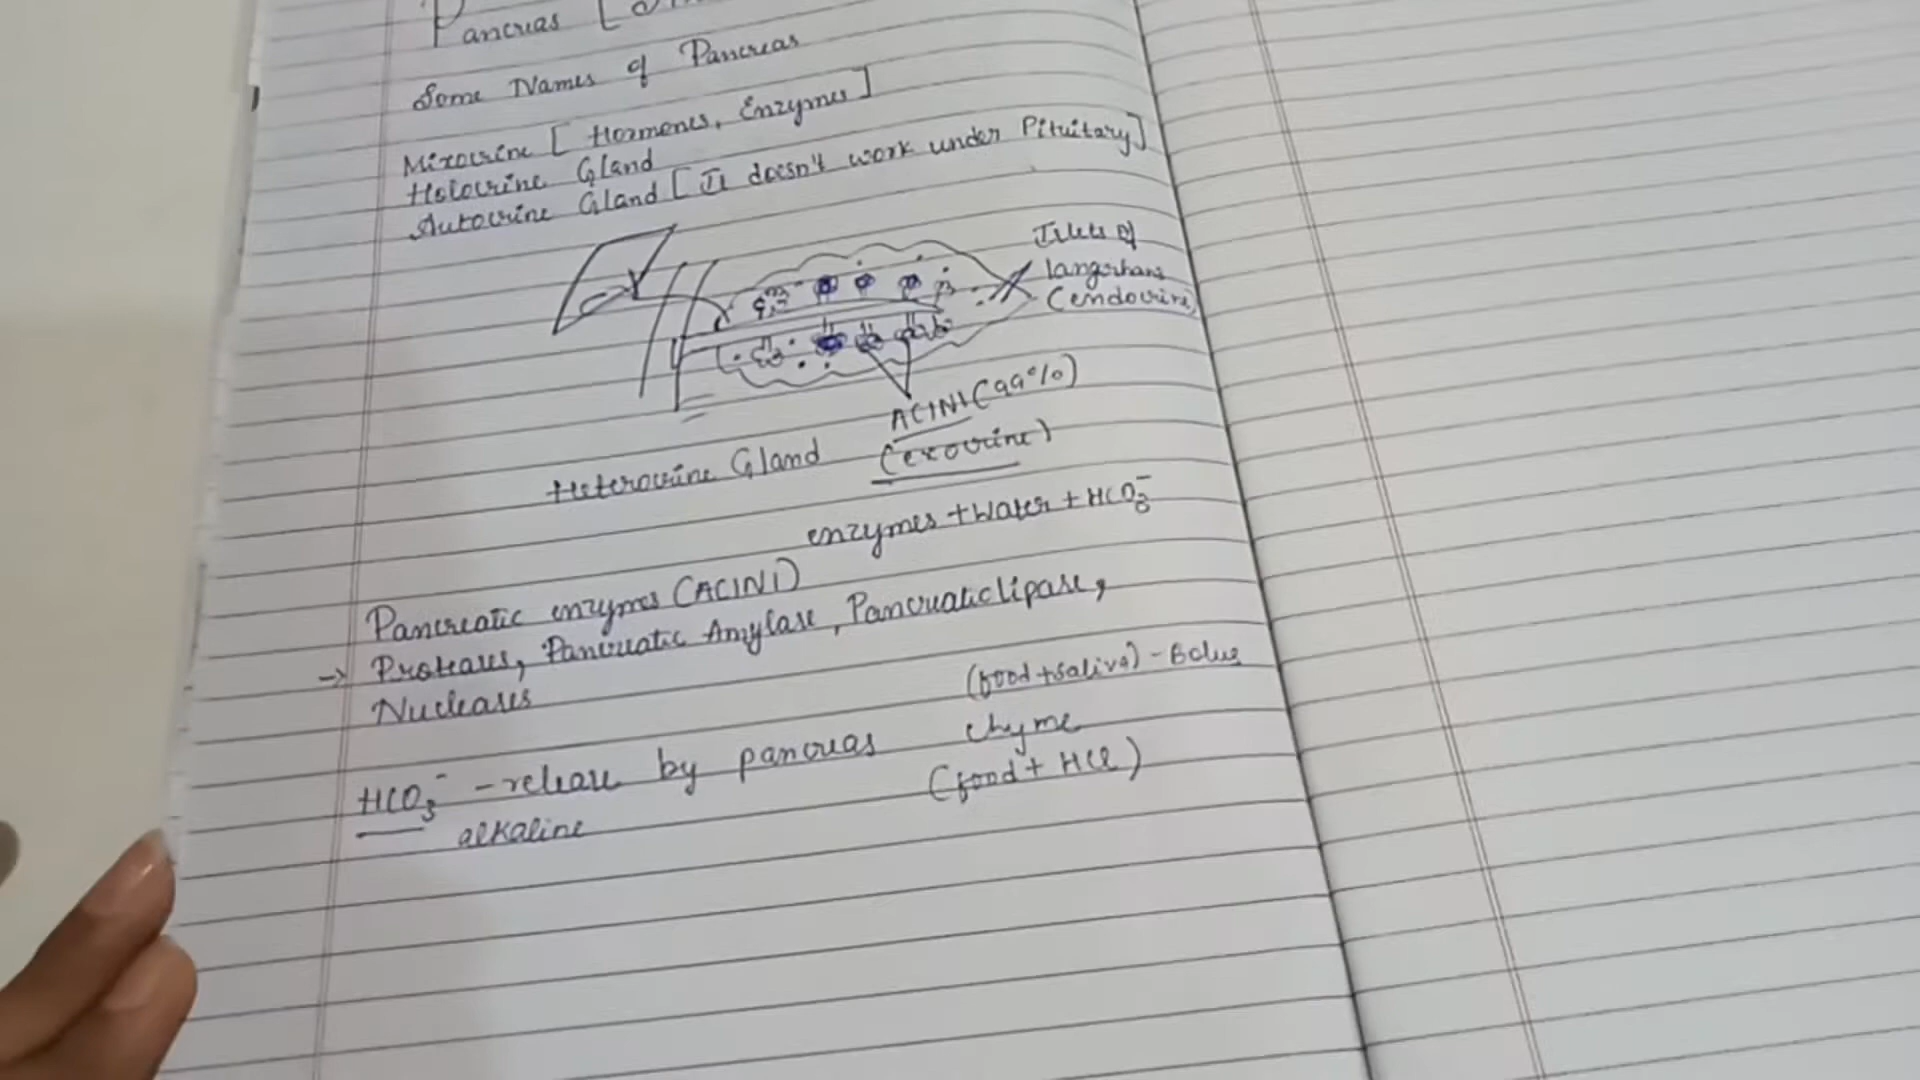 Pancreas [
Some Names of Pancreas
Mixocrine [ Hormones, Enzymes ]
Holocrine Gland
Autocrine Gland [ It doesn't work under Pituitary ]
Islets of
langerhans
(endocrine)
ACINI (99%)
(exocrine)
Heterocrine Gland
enzymes + Water + HCO3-
Pancreatic enzymes (ACINI)
→ Proteases, Pancreatic Amylase, Pancreatic lipase,
Nucleases
(food + saliva) - Bolus
HCO3- - release by pancreas
alkaline
chyme
(food + HCl)